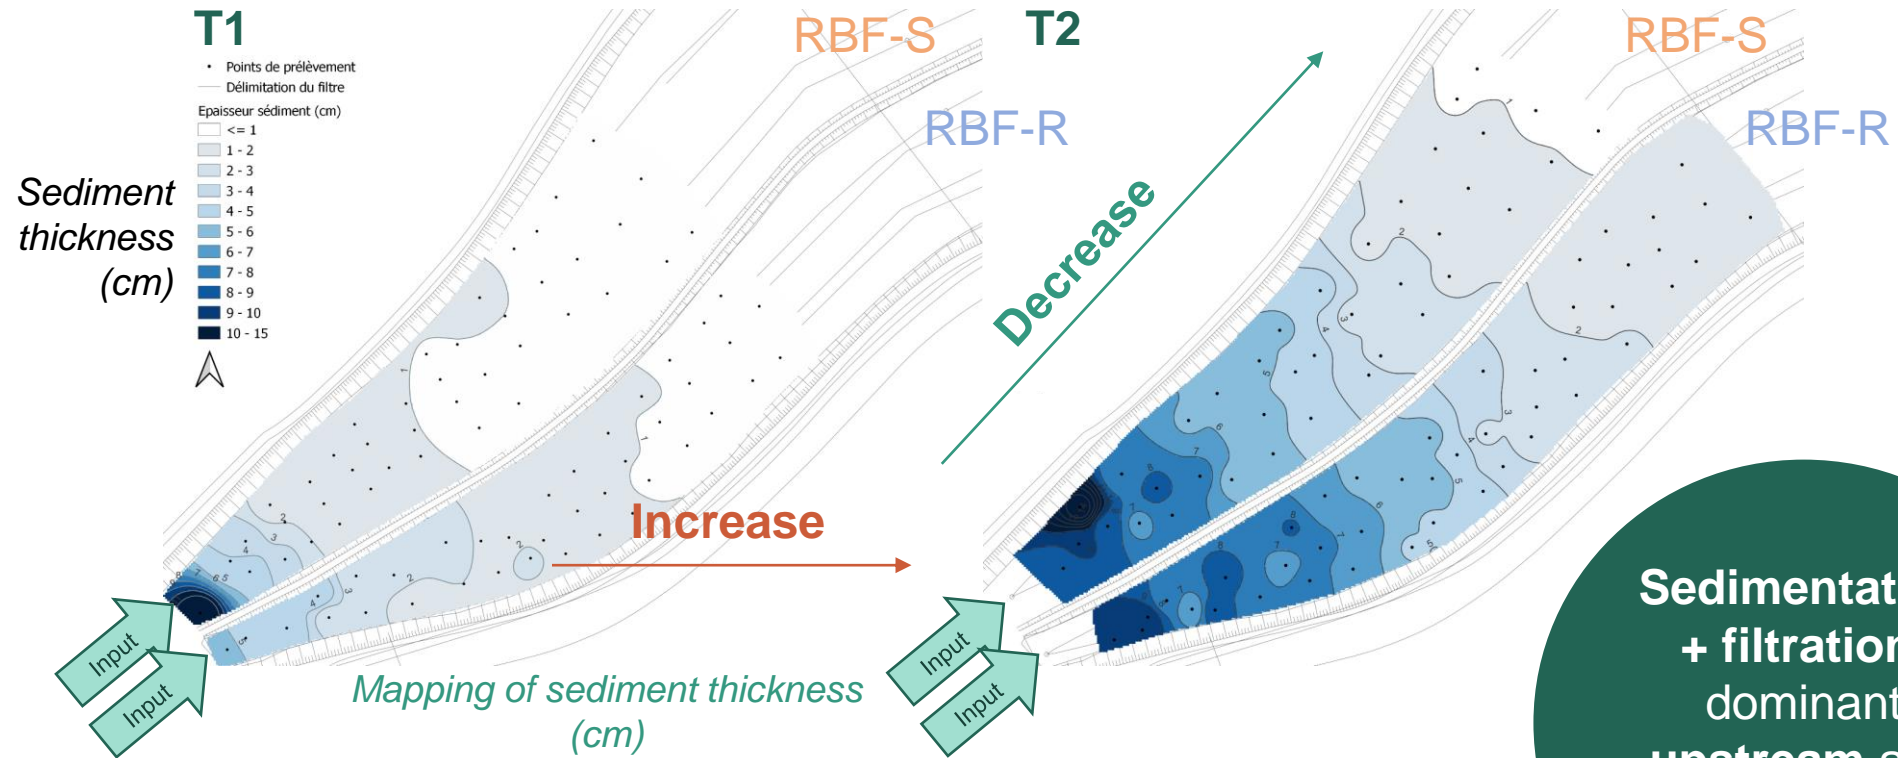 T1
Points de prélèvement
Délimitation du filtre
Epaisseur sédiment (cm)
<= 1
1 - 2
2 - 3
3 - 4
4 - 5
5 - 6
6 - 7
7 - 8
8 - 9
9 - 10
10 - 15
Sediment
thickness
(cm)
RBF-S
RBF-R
Input
Input
Mapping of sediment thickness
(cm)
Increase
T2
RBF-S
RBF-R
Decrease
Input
Input
Sedimentat
+ filtration
dominant
upstream